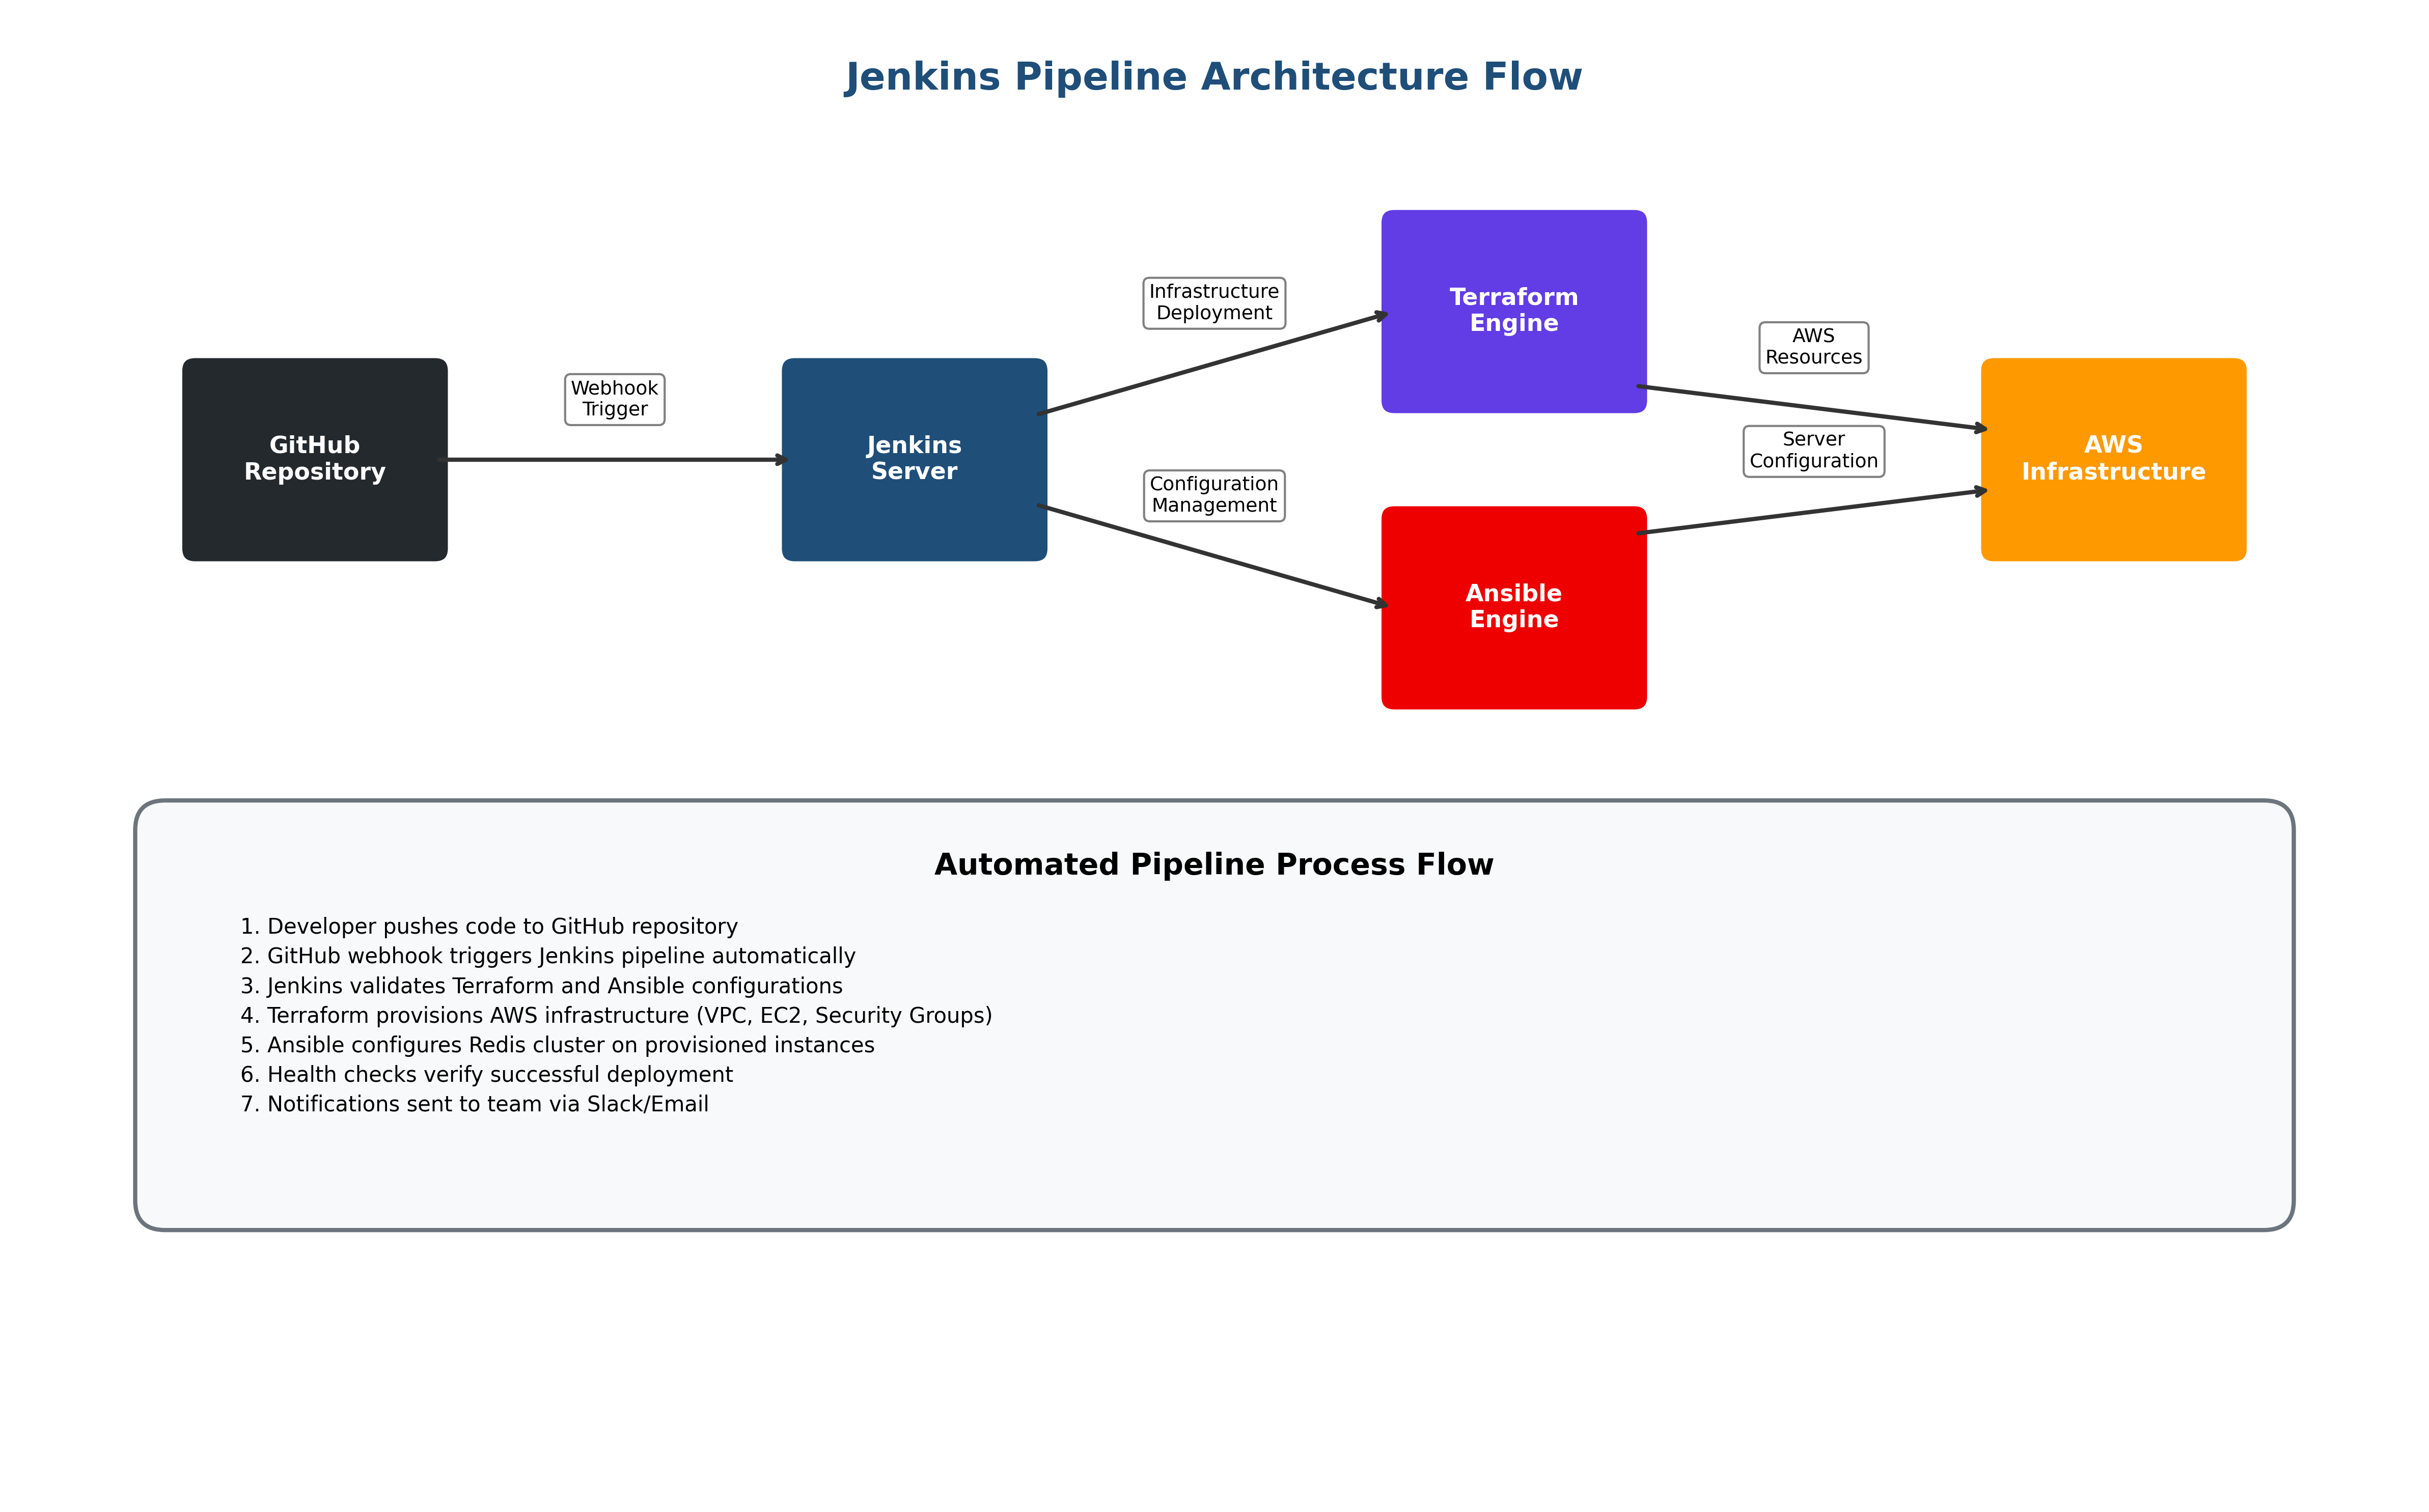 Jenkins Pipeline Architecture Flow
GitHub
Repository
Webhook
Trigger
Jenkins
Server
Infrastructure
Deployment
Configuration
Management
Terraform
Engine
Ansible
Engine
AWS
Resources
Server
Configuration
AWS
Infrastructure
Automated Pipeline Process Flow
1. Developer pushes code to GitHub repository
2. GitHub webhook triggers Jenkins pipeline automatically
3. Jenkins validates Terraform and Ansible configurations
4. Terraform provisions AWS infrastructure (VPC, EC2, Security Groups)
5. Ansible configures Redis cluster on provisioned instances
6. Health checks verify successful deployment
7. Notifications sent to team via Slack/Email